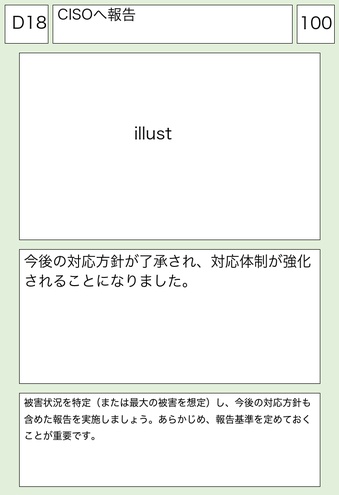 D18
CISOへ報告
100
illust
今後の対応方針が了承され、対応体制が強化
されることになりました。
被害状況を特定（または最大の被害を想定）し、今後の対応方針も
含めた報告を実施しましょう。あらかじめ、報告基準を定めておく
ことが重要です。